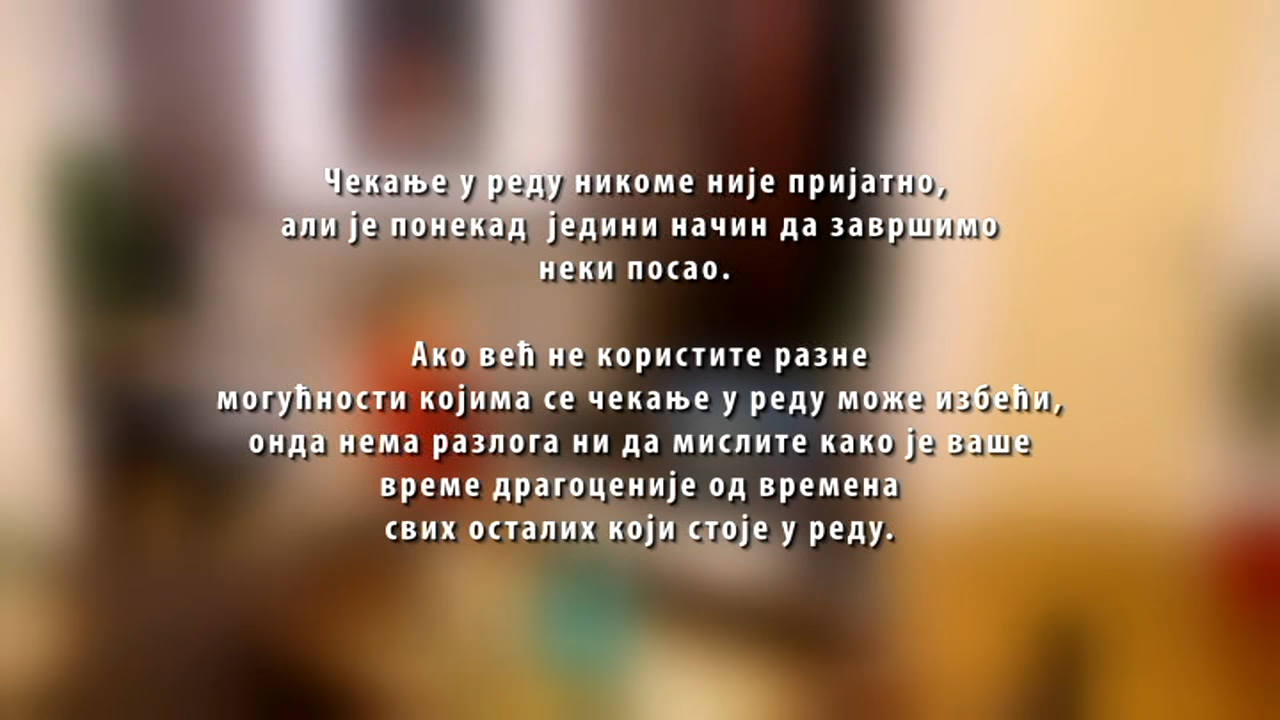 Чекање у реду никоме није пријатно,
али је понекад једини начин да завршимо
неки посао.
Ако већ не користите разне
могућности којима се чекање у реду може избећи,
онда нема разлога ни да мислите како је ваше
време драгоценије од времена
свих осталих који стоје у реду.